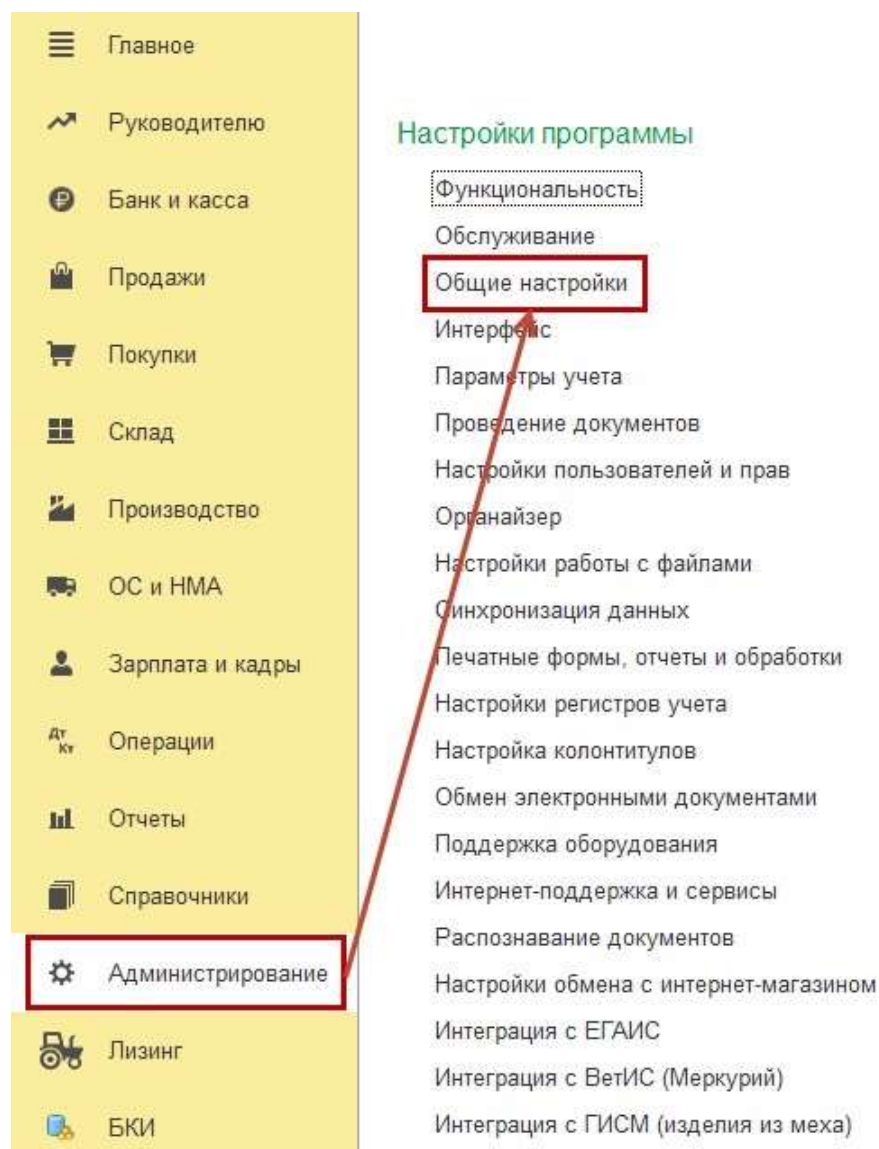 Главное
Руководителю
Банк и касса
Продажи
Покупки
Склад
Производство
ОС и НМА
Зарплата и кадры
Дт
Кт
Операции
Отчеты
Справочники
Администрирование
Лизинг
БКИ
Настройки программы
Функциональность
Обслуживание
Общие настройки
Интерфейс
Параметры учета
Проведение документов
Настройки пользователей и прав
Органайзер
Настройки работы с файлами
Синхронизация данных
Печатные формы, отчеты и обработки
Настройки регистров учета
Настройка колонтитулов
Обмен электронными документами
Поддержка оборудования
Интернет-поддержка и сервисы
Распознавание документов
Настройки обмена с интернет-магазином
Интеграция с ЕГАИС
Интеграция с ВетИС (Меркурий)
Интеграция с ГИСМ (изделия из меха)